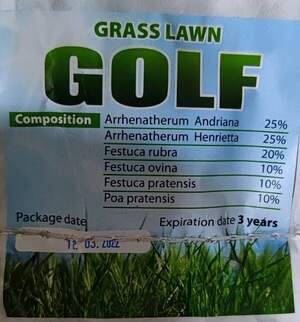 GRASS LAWN
GOLF
Composition Arrhenatherum Andriana 25%
Arrhenatherum Henrietta 25%
Festuca rubra 20%
Festuca ovina 10%
Festuca pratensis 10%
Poa pratensis 10%
Package date Expiration date 3 years
12. 03. 2022